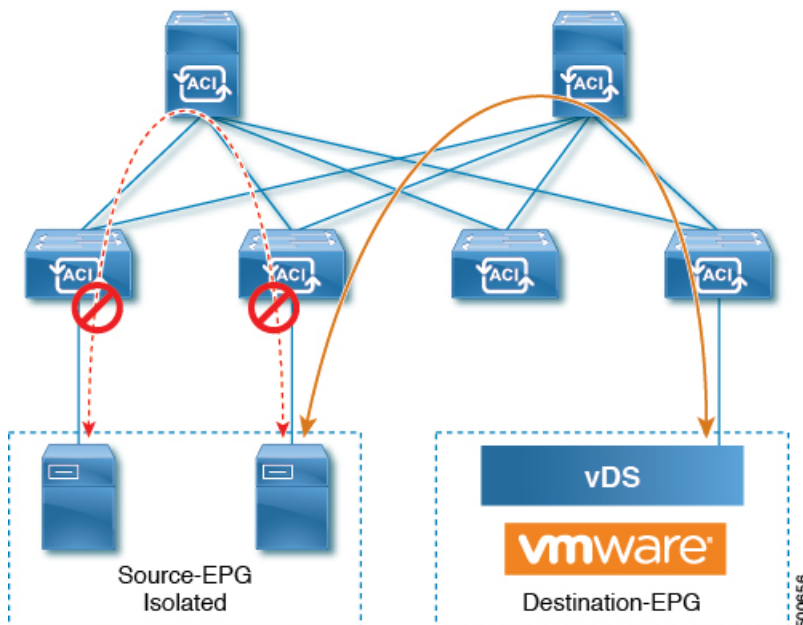 ACI
ACI
ACI
ACI
ACI
ACI
vDS
vmware®
Source-EPG
Isolated
Destination-EPG